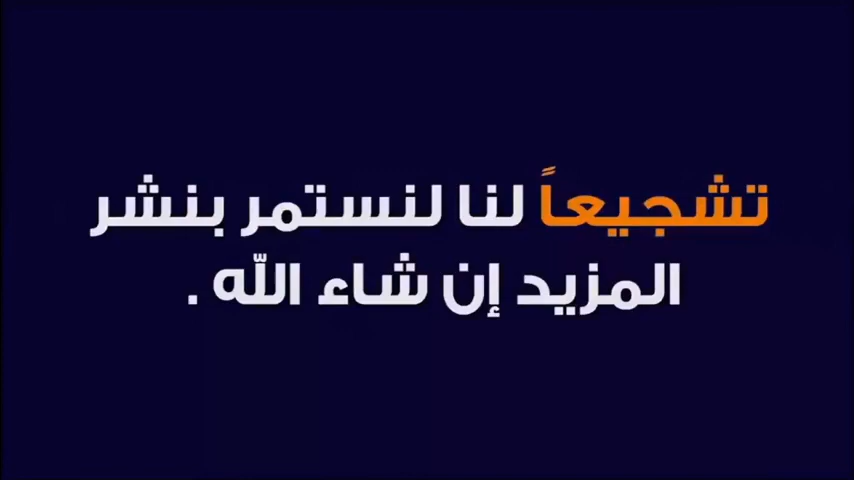 تشجيعاً لنا لنستمر بنشر
المزيد إن شاء الله .